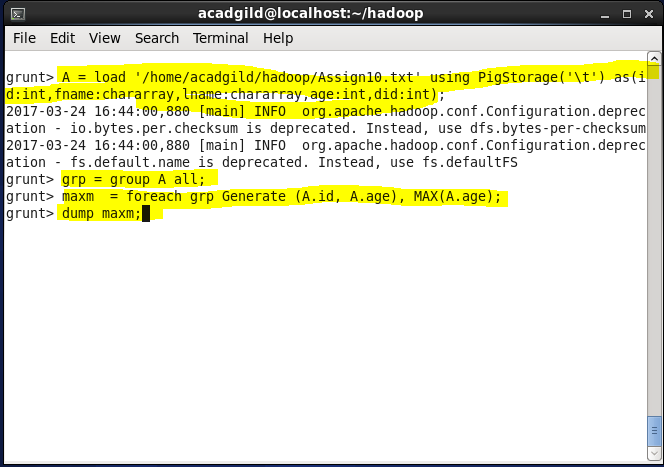 acadgild@localhost:~/hadoop
File Edit View Search Terminal Help
grunt> A = load '/home/acadgild/hadoop/Assign10.txt' using PigStorage('\t') as(i
d:int,fname:chararray,lname:chararray,age:int,did:int);
2017-03-24 16:44:00,880 [main] INFO  org.apache.hadoop.conf.Configuration.deprec
ation - io.bytes.per.checksum is deprecated. Instead, use dfs.bytes-per-checksum
2017-03-24 16:44:00,880 [main] INFO  org.apache.hadoop.conf.Configuration.deprec
ation - fs.default.name is deprecated. Instead, use fs.defaultFS
grunt> grp = group A all;
grunt> maxm  = foreach grp Generate (A.id, A.age), MAX(A.age);
grunt> dump maxm;